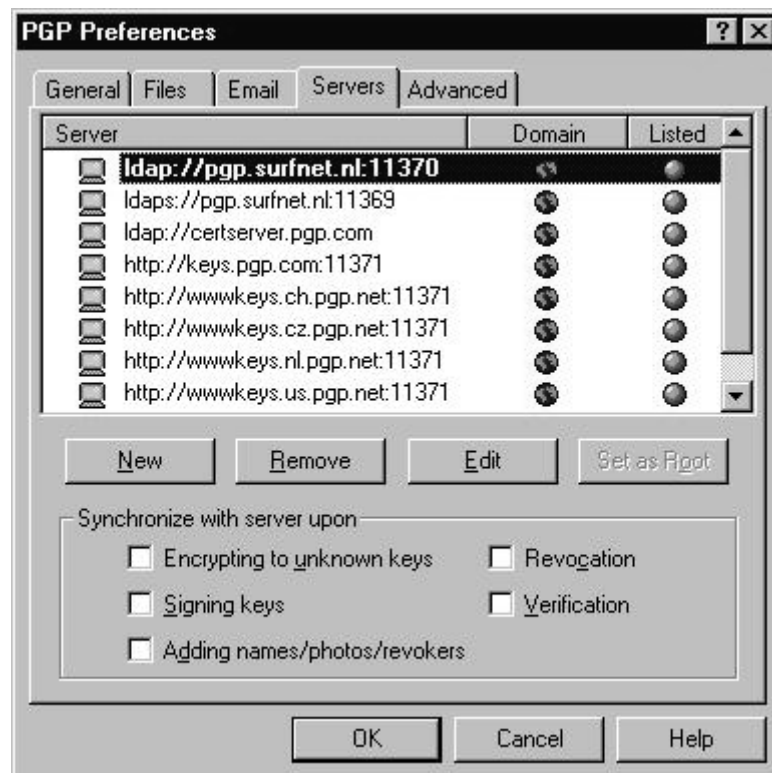 PGP Preferences
General Files Email Servers Advanced
Server Domain Listed
ldap://pgp.surfnet.nl:11370
ldaps://pgp.surfnet.nl:11369
ldap://certserver.pgp.com
http://keys.pgp.com:11371
http://wwwkeys.ch.pgp.net:11371
http://wwwkeys.cz.pgp.net:11371
http://wwwkeys.nl.pgp.net:11371
http://wwwkeys.us.pgp.net:11371
New Remove Edit Set as Root
Synchronize with server upon
Encrypting to unknown keys Revocation
Signing keys Verification
Adding names/photos/revokers
OK Cancel Help